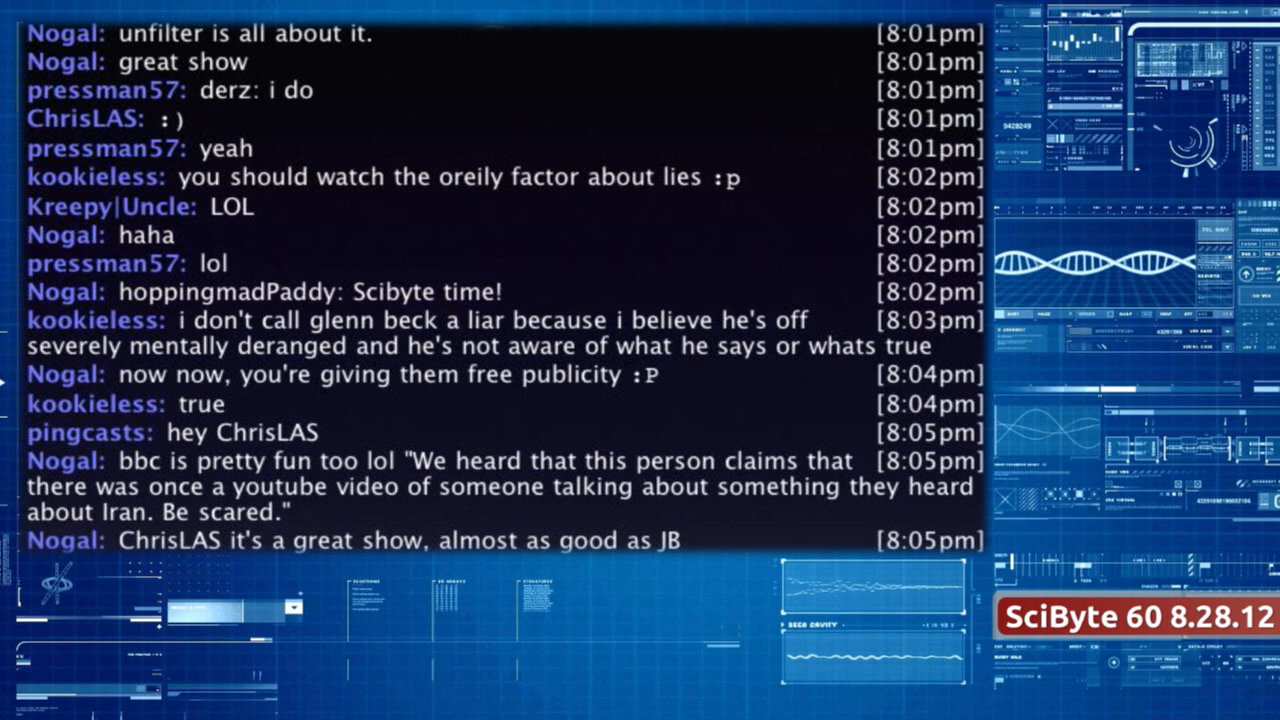 Nogal: unfilter is all about it. [8:01pm]
Nogal: great show [8:01pm]
pressman57: derz: i do [8:01pm]
ChrisLAS: :) [8:01pm]
pressman57: yeah [8:01pm]
kookieless: you should watch the oreily factor about lies :p [8:02pm]
Kreepy|Uncle: LOL [8:02pm]
Nogal: haha [8:02pm]
pressman57: lol [8:02pm]
Nogal: hoppingmadPaddy: Scibyte time! [8:02pm]
kookieless: i don't call glenn beck a liar because i believe he's off [8:03pm]
severely mentally deranged and he's not aware of what he says or whats true
Nogal: now now, you're giving them free publicity :P [8:04pm]
kookieless: true [8:04pm]
pingcasts: hey ChrisLAS [8:05pm]
Nogal: bbc is pretty fun too lol "We heard that this person claims that [8:05pm]
there was once a youtube video if someone talking about something they heard
about Iran. Be scared."
Nogal: ChrisLAS it's a great show, almost as good as JB [8:05pm]
9428249
SciByte 60 8.28.12